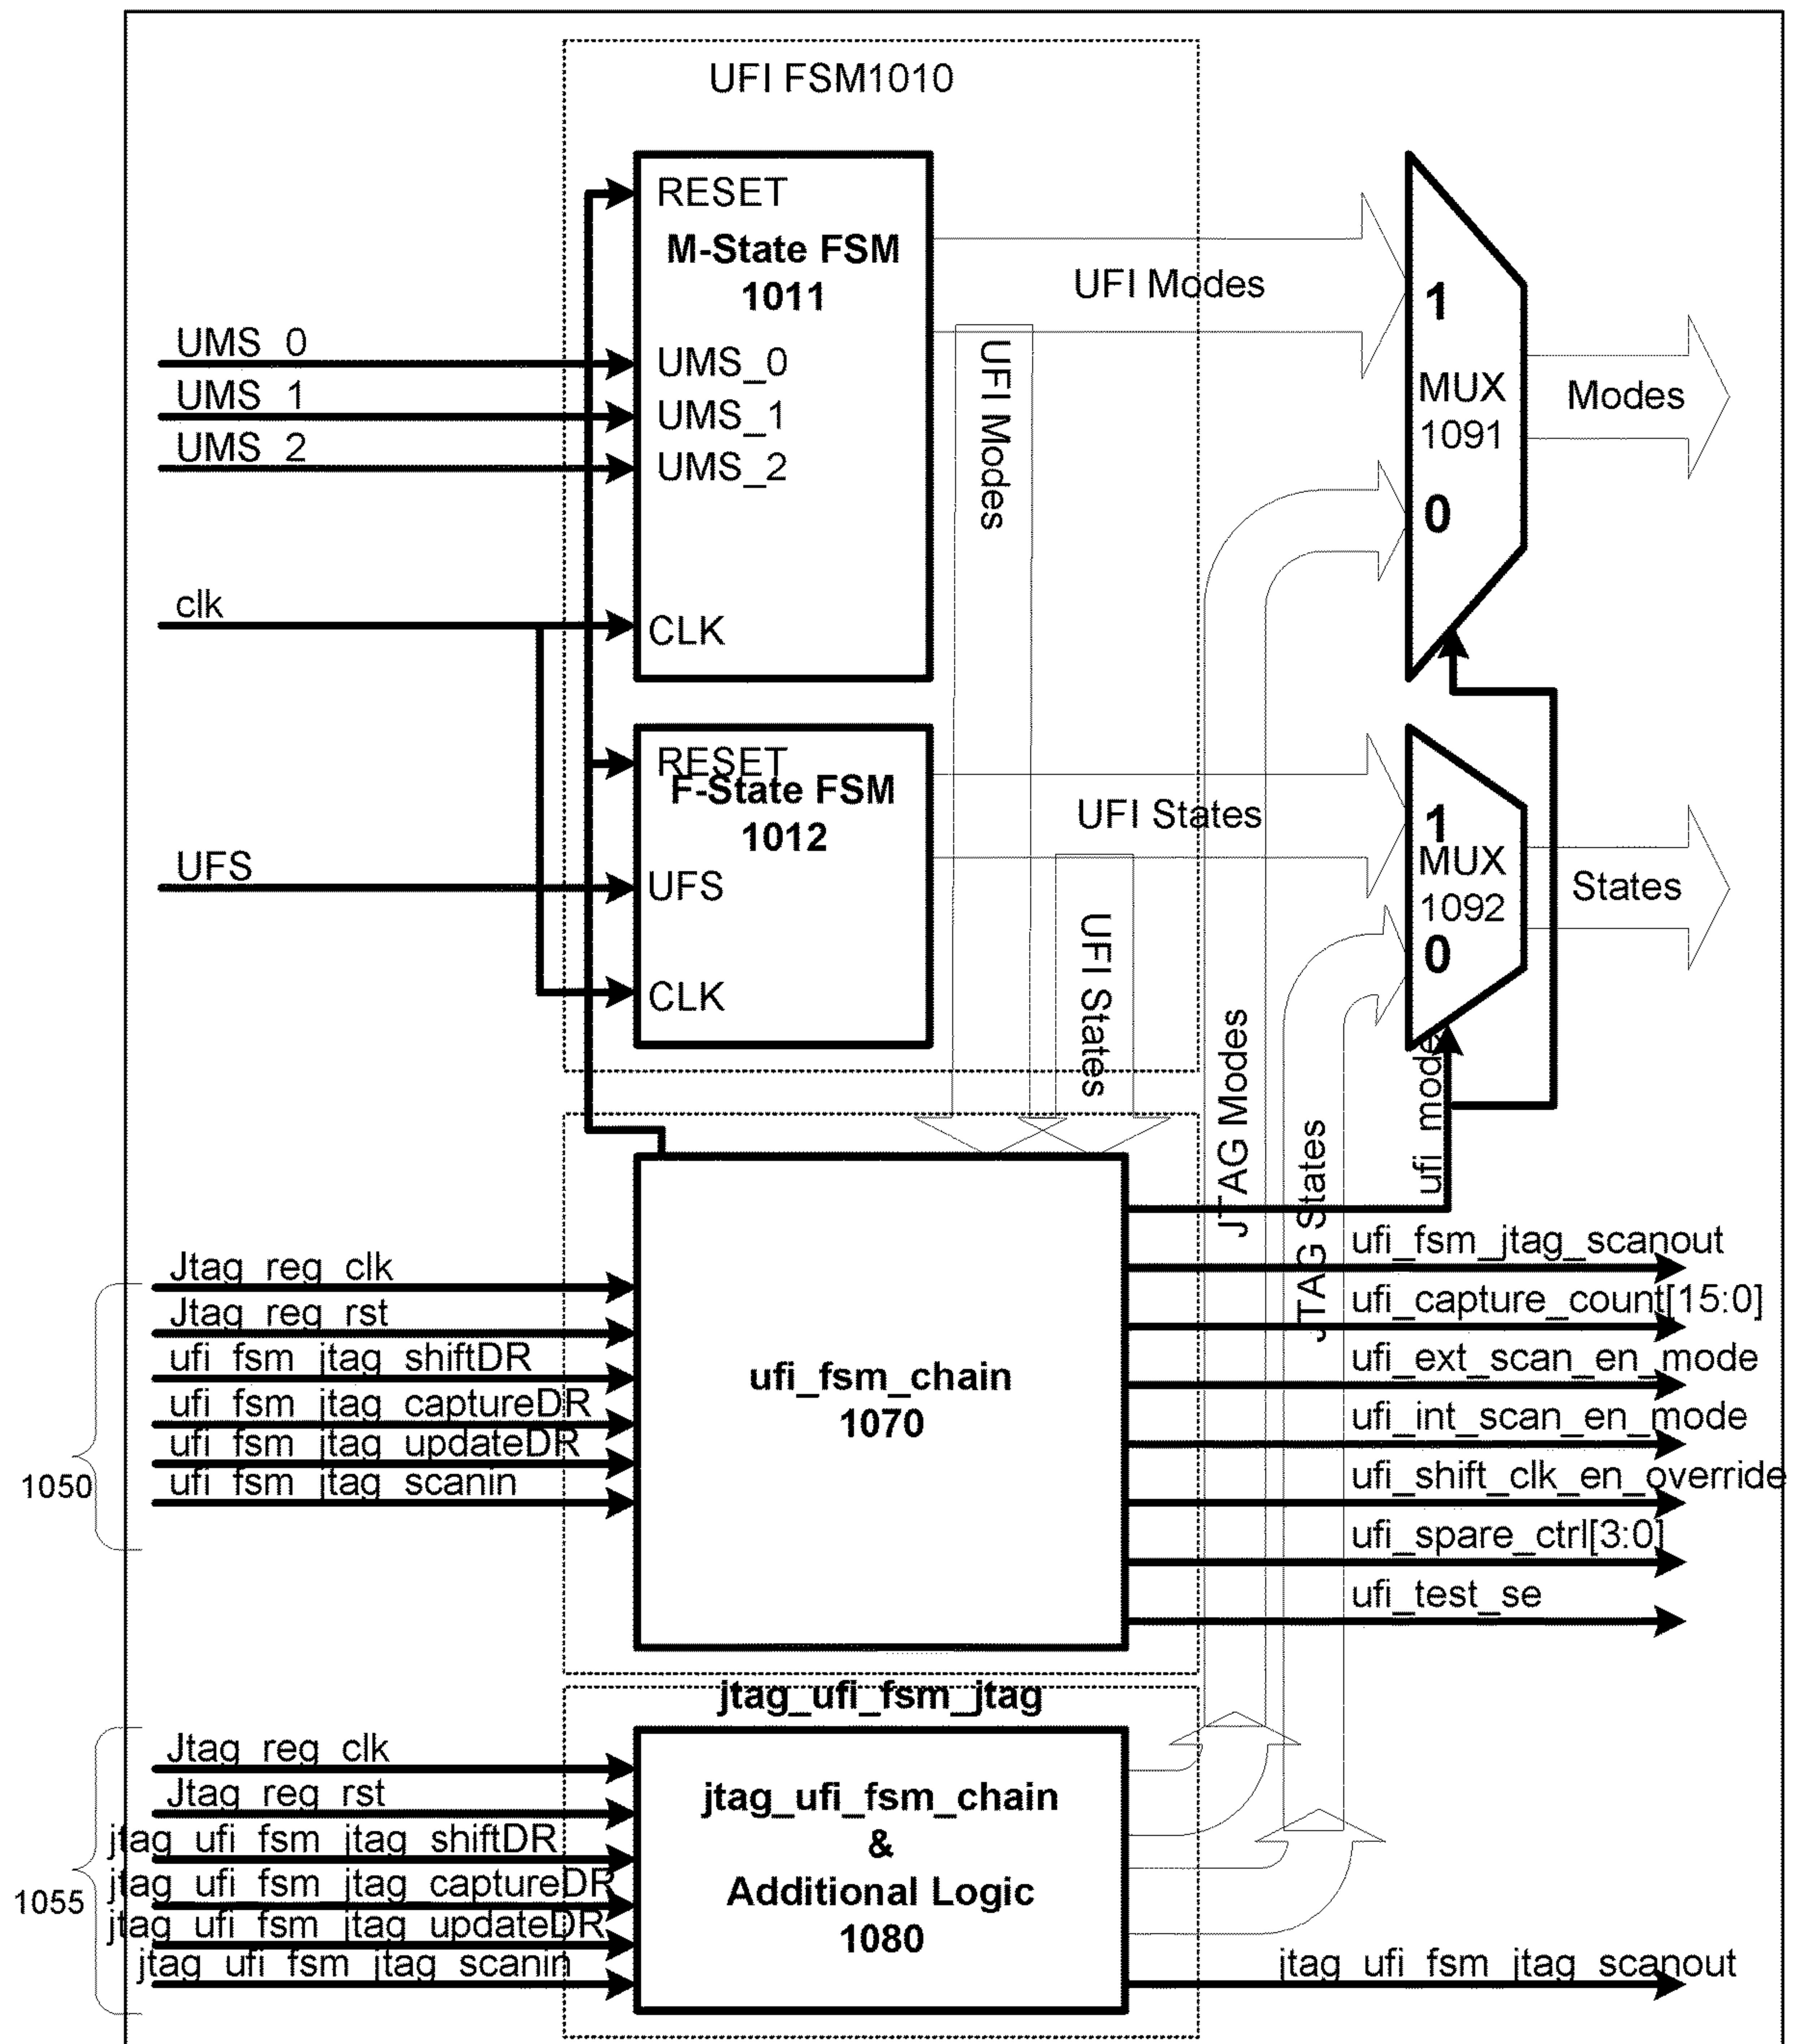 UFI FSM1010
RESET
M-State FSM
1011
UMS_0
UMS_1
UMS_2
UMS_0
UMS_1
UMS_2
clk
CLK
UFI Modes
UFI Modes
1
MUX
1091
0
Modes
RESET
F-State FSM
1012
UFS
UFS
CLK
UFI States
UFI States
1
MUX
1092
0
States
JTAG Modes
JTAG States
ufi_mode
1050
Jtag_reg_clk
Jtag_reg_rst
ufi_fsm_jtag_shiftDR
ufi_fsm_jtag_captureDR
ufi_fsm_jtag_updateDR
ufi_fsm_jtag_scanin
ufi_fsm_chain
1070
ufi_fsm_jtag_scanout
ufi_capture_count[15:0]
ufi_ext_scan_en_mode
ufi_int_scan_en_mode
ufi_shift_clk_en_override
ufi_spare_ctrl[3:0]
ufi_test_se
jtag_ufi_fsm_jtag
1055
Jtag_reg_clk
Jtag_reg_rst
jtag_ufi_fsm_jtag_shiftDR
jtag_ufi_fsm_jtag_captureDR
jtag_ufi_fsm_jtag_updateDR
jtag_ufi_fsm_jtag_scanin
jtag_ufi_fsm_chain
&
Additional Logic
1080
jtag_ufi_fsm_jtag_scanout